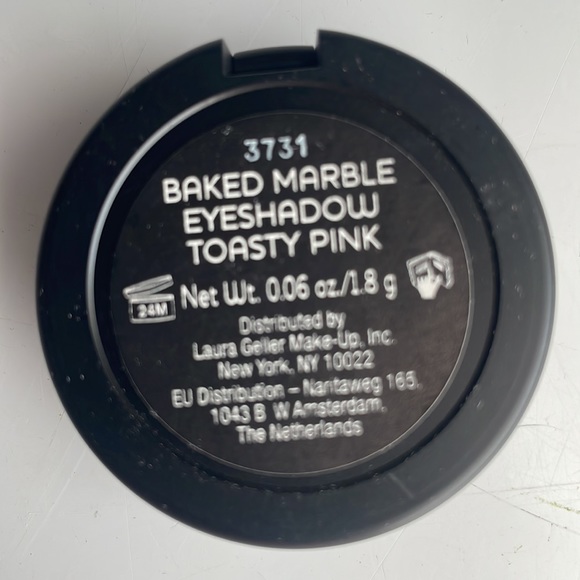 3731
BAKED MARBLE
EYESHADOW
TOASTY PINK
24M
Net Wt. 0.06 oz./1.8 g
Distributed by
Laura Geller Make-Up, Inc.
New York, NY 10022
EU Distribution – Naritaweg 165,
1043 B W Amsterdam,
The Netherlands